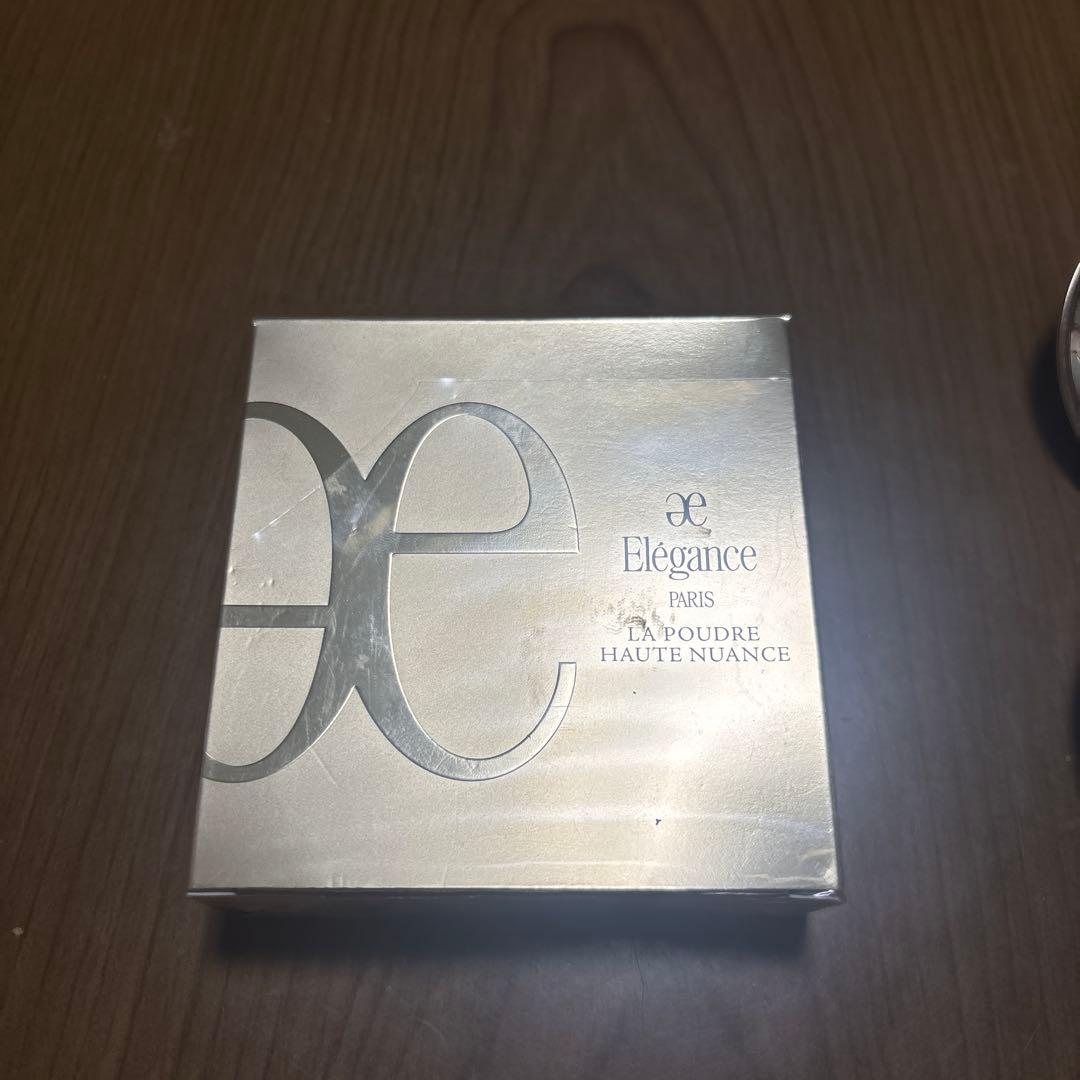 æ
Elégance
PARIS
LA POUDRE
HAUTE NUANCE